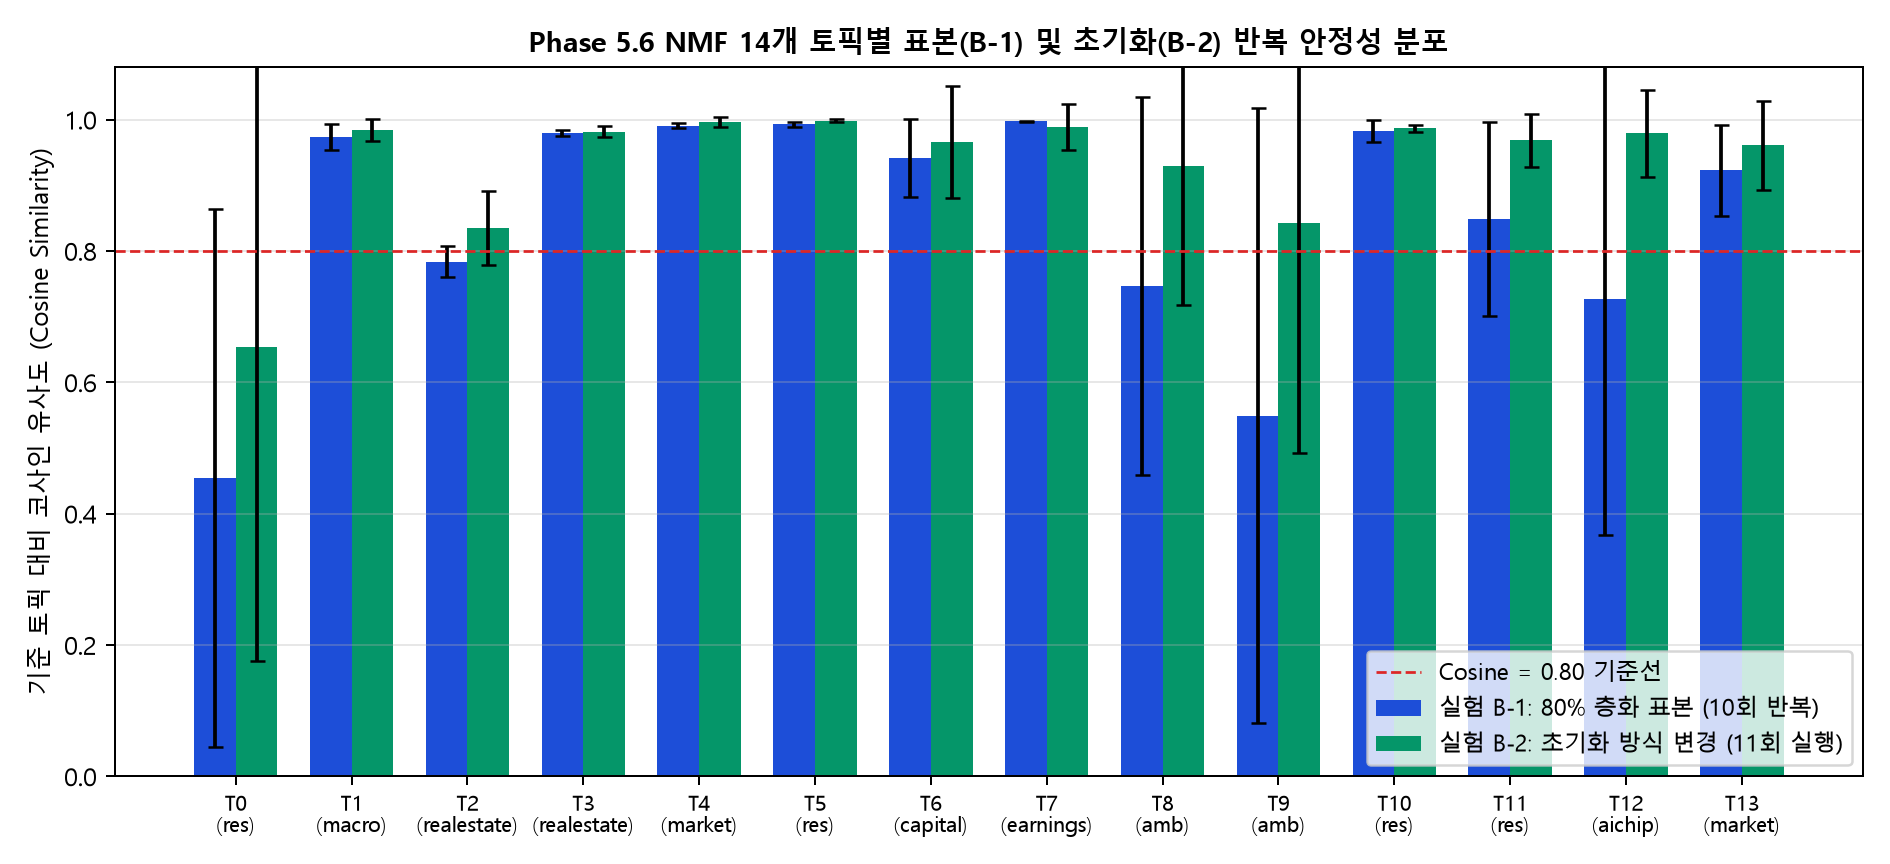 Phase 5.6 NMF 14개 토픽별 표본(B-1) 및 초기화(B-2) 반복 안정성 분포
기준 토픽 대비 코사인 유사도 (Cosine Similarity)
1.0
0.8
0.6
0.4
0.2
0.0
Cosine = 0.80 기준선
실험 B-1: 80% 층화 표본 (10회 반복)
실험 B-2: 초기화 방식 변경 (11회 실행)
T0 T1 T2 T3 T4 T5 T6 T7 T8 T9 T10 T11 T12 T13
(res) (macro) (realestate) (realestate) (market) (res) (capital) (earnings) (amb) (amb) (res) (res) (aichip) (market)